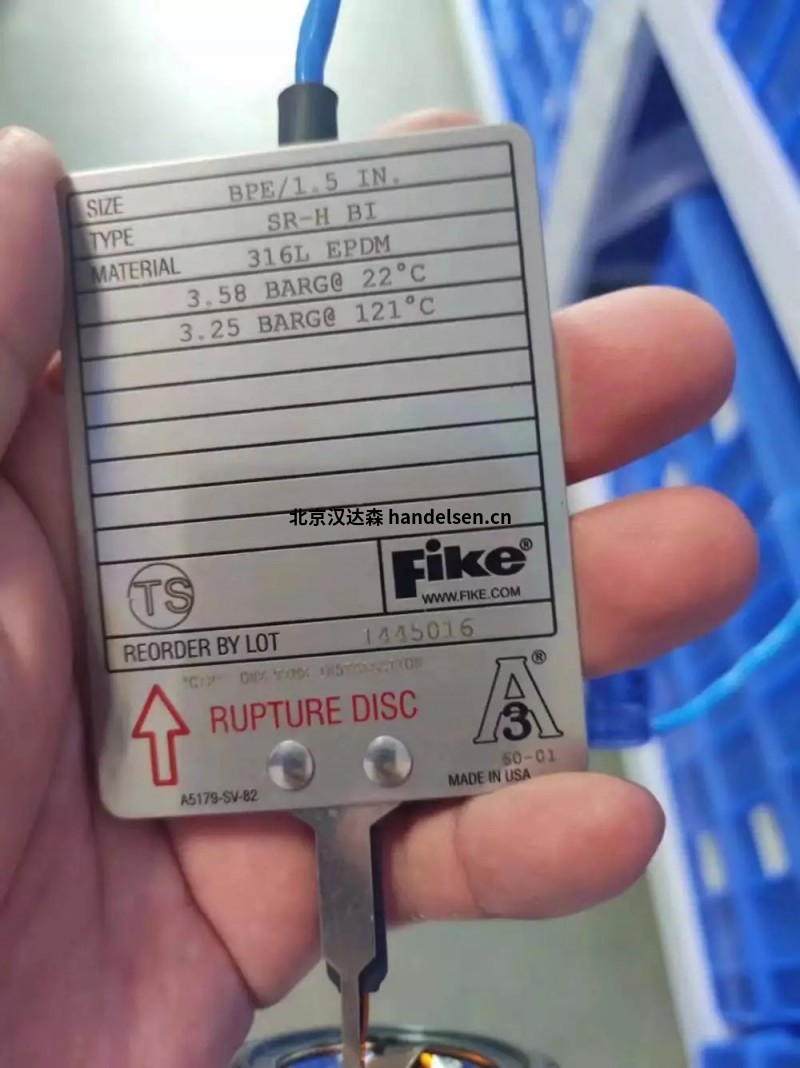 SIZE BPE/1.5 IN.
TYPE SR-H BI
MATERIAL 316L EPDM
3.58 BARG@ 22°C
3.25 BARG@ 121°C
北京汉达森 handelsen.cn
TS
Fike®
WWW.FIKE.COM
REORDER BY LOT 1445016
RUPTURE DISC
A3®
60-01
MADE IN USA
A5179-SV-82